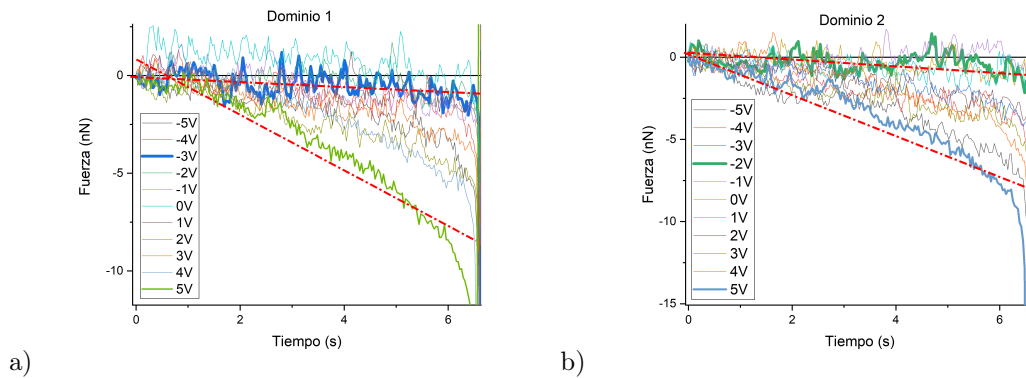 Dominio 1
Fuerza (nN)
0
-5
-10
-5V
-4V
-3V
-2V
-1V
0V
1V
2V
3V
4V
5V
0 2 4 6
Tiempo (s)
a)
Dominio 2
Fuerza (nN)
0
-5
-10
-15
-5V
-4V
-3V
-2V
-1V
0V
1V
2V
3V
4V
5V
0 2 4 6
Tiempo (s)
b)